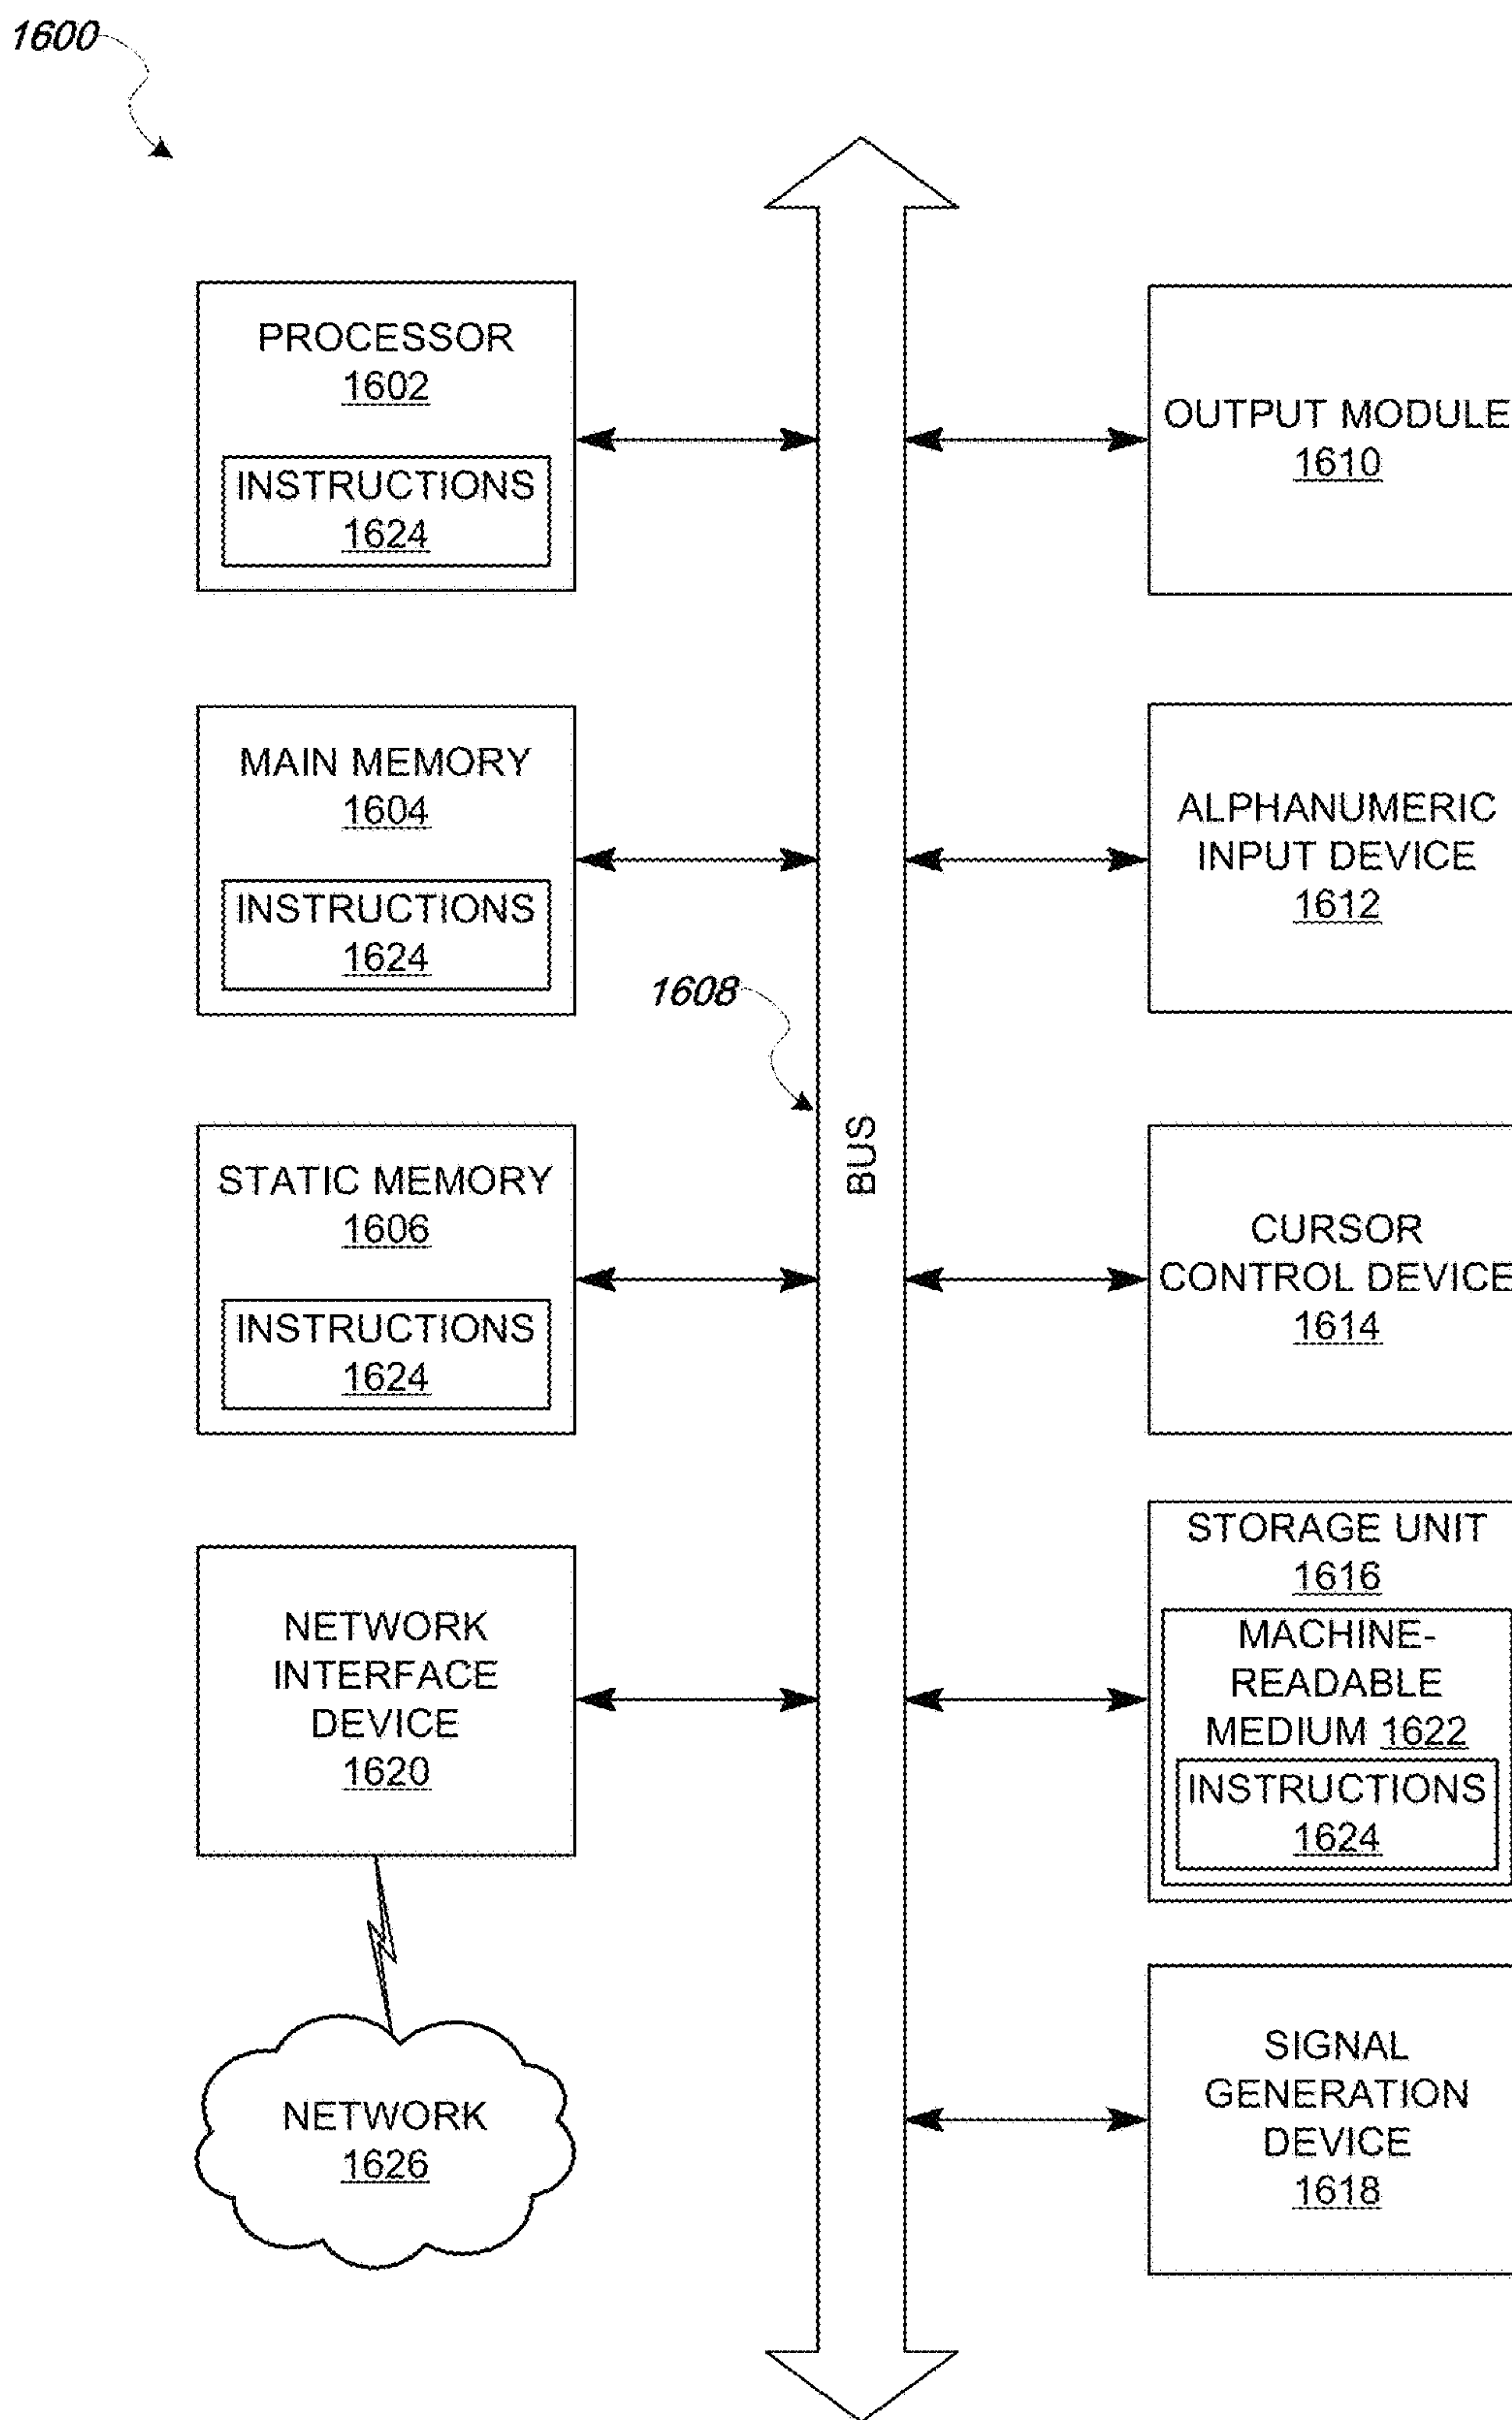 1600
PROCESSOR
1602
INSTRUCTIONS
1624
MAIN MEMORY
1604
INSTRUCTIONS
1624
1608
STATIC MEMORY
1606
INSTRUCTIONS
1624
NETWORK
INTERFACE
DEVICE
1620
NETWORK
1626
BUS
OUTPUT MODULE
1610
ALPHANUMERIC
INPUT DEVICE
1612
CURSOR
CONTROL DEVICE
1614
STORAGE UNIT
1616
MACHINE-
READABLE
MEDIUM 1622
INSTRUCTIONS
1624
SIGNAL
GENERATION
DEVICE
1618